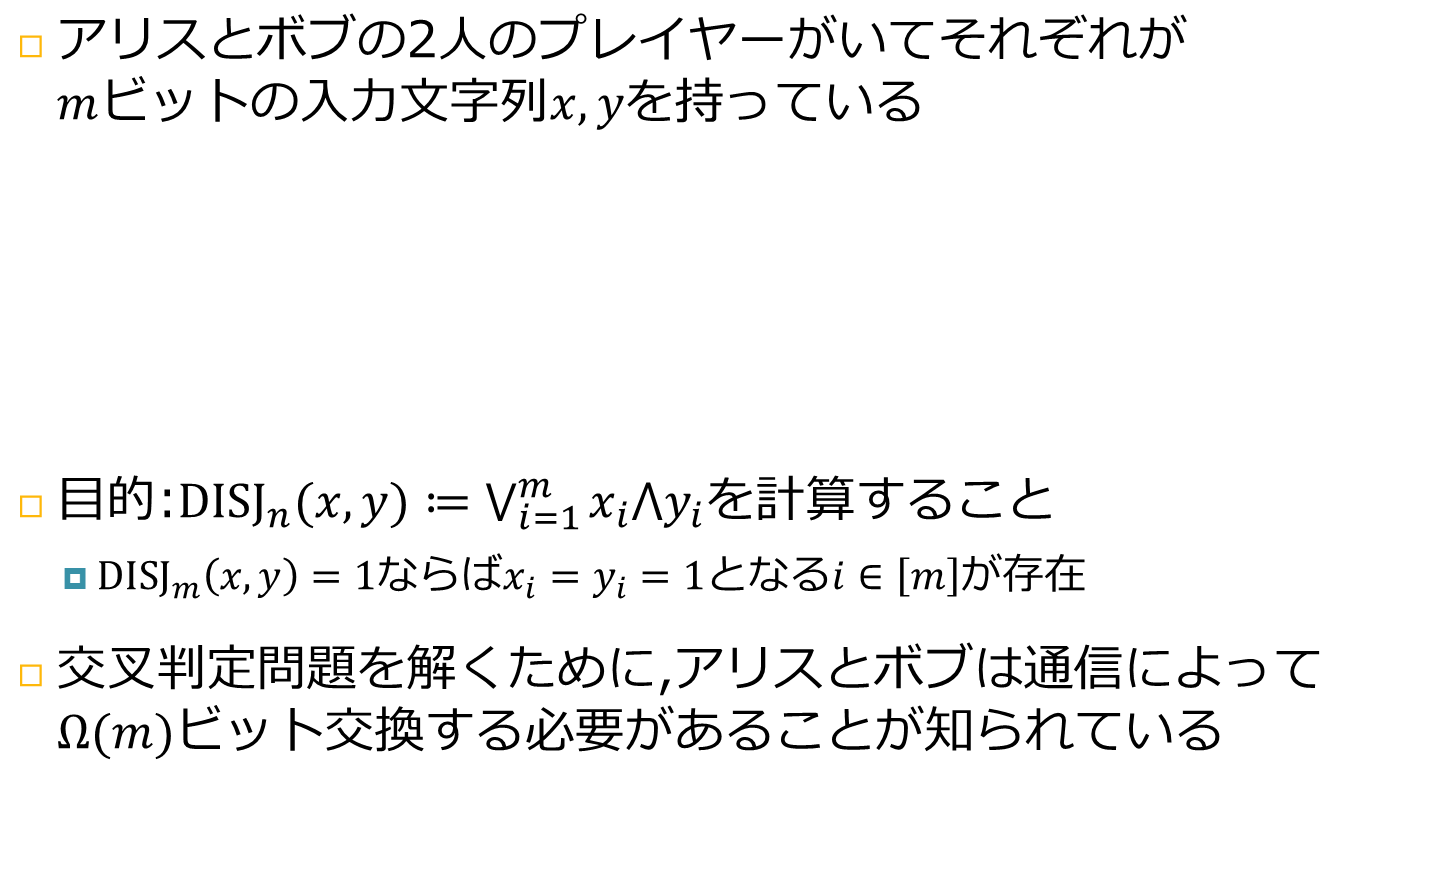 アリスとボブの2人のプレイヤーがいてそれぞれが
𝑚ビットの入力文字列𝑥, 𝑦を持っている
目的:DISJ𝑛(𝑥, 𝑦) ≔ ⋁ᵐᵢ₌₁ 𝑥ᵢ⋀𝑦ᵢを計算すること
DISJ𝑚(𝑥, 𝑦) = 1ならば𝑥ᵢ = 𝑦ᵢ = 1となる𝑖 ∈ [𝑚]が存在
交叉判定問題を解くために,アリスとボブは通信によって
Ω(𝑚)ビット交換する必要があることが知られている